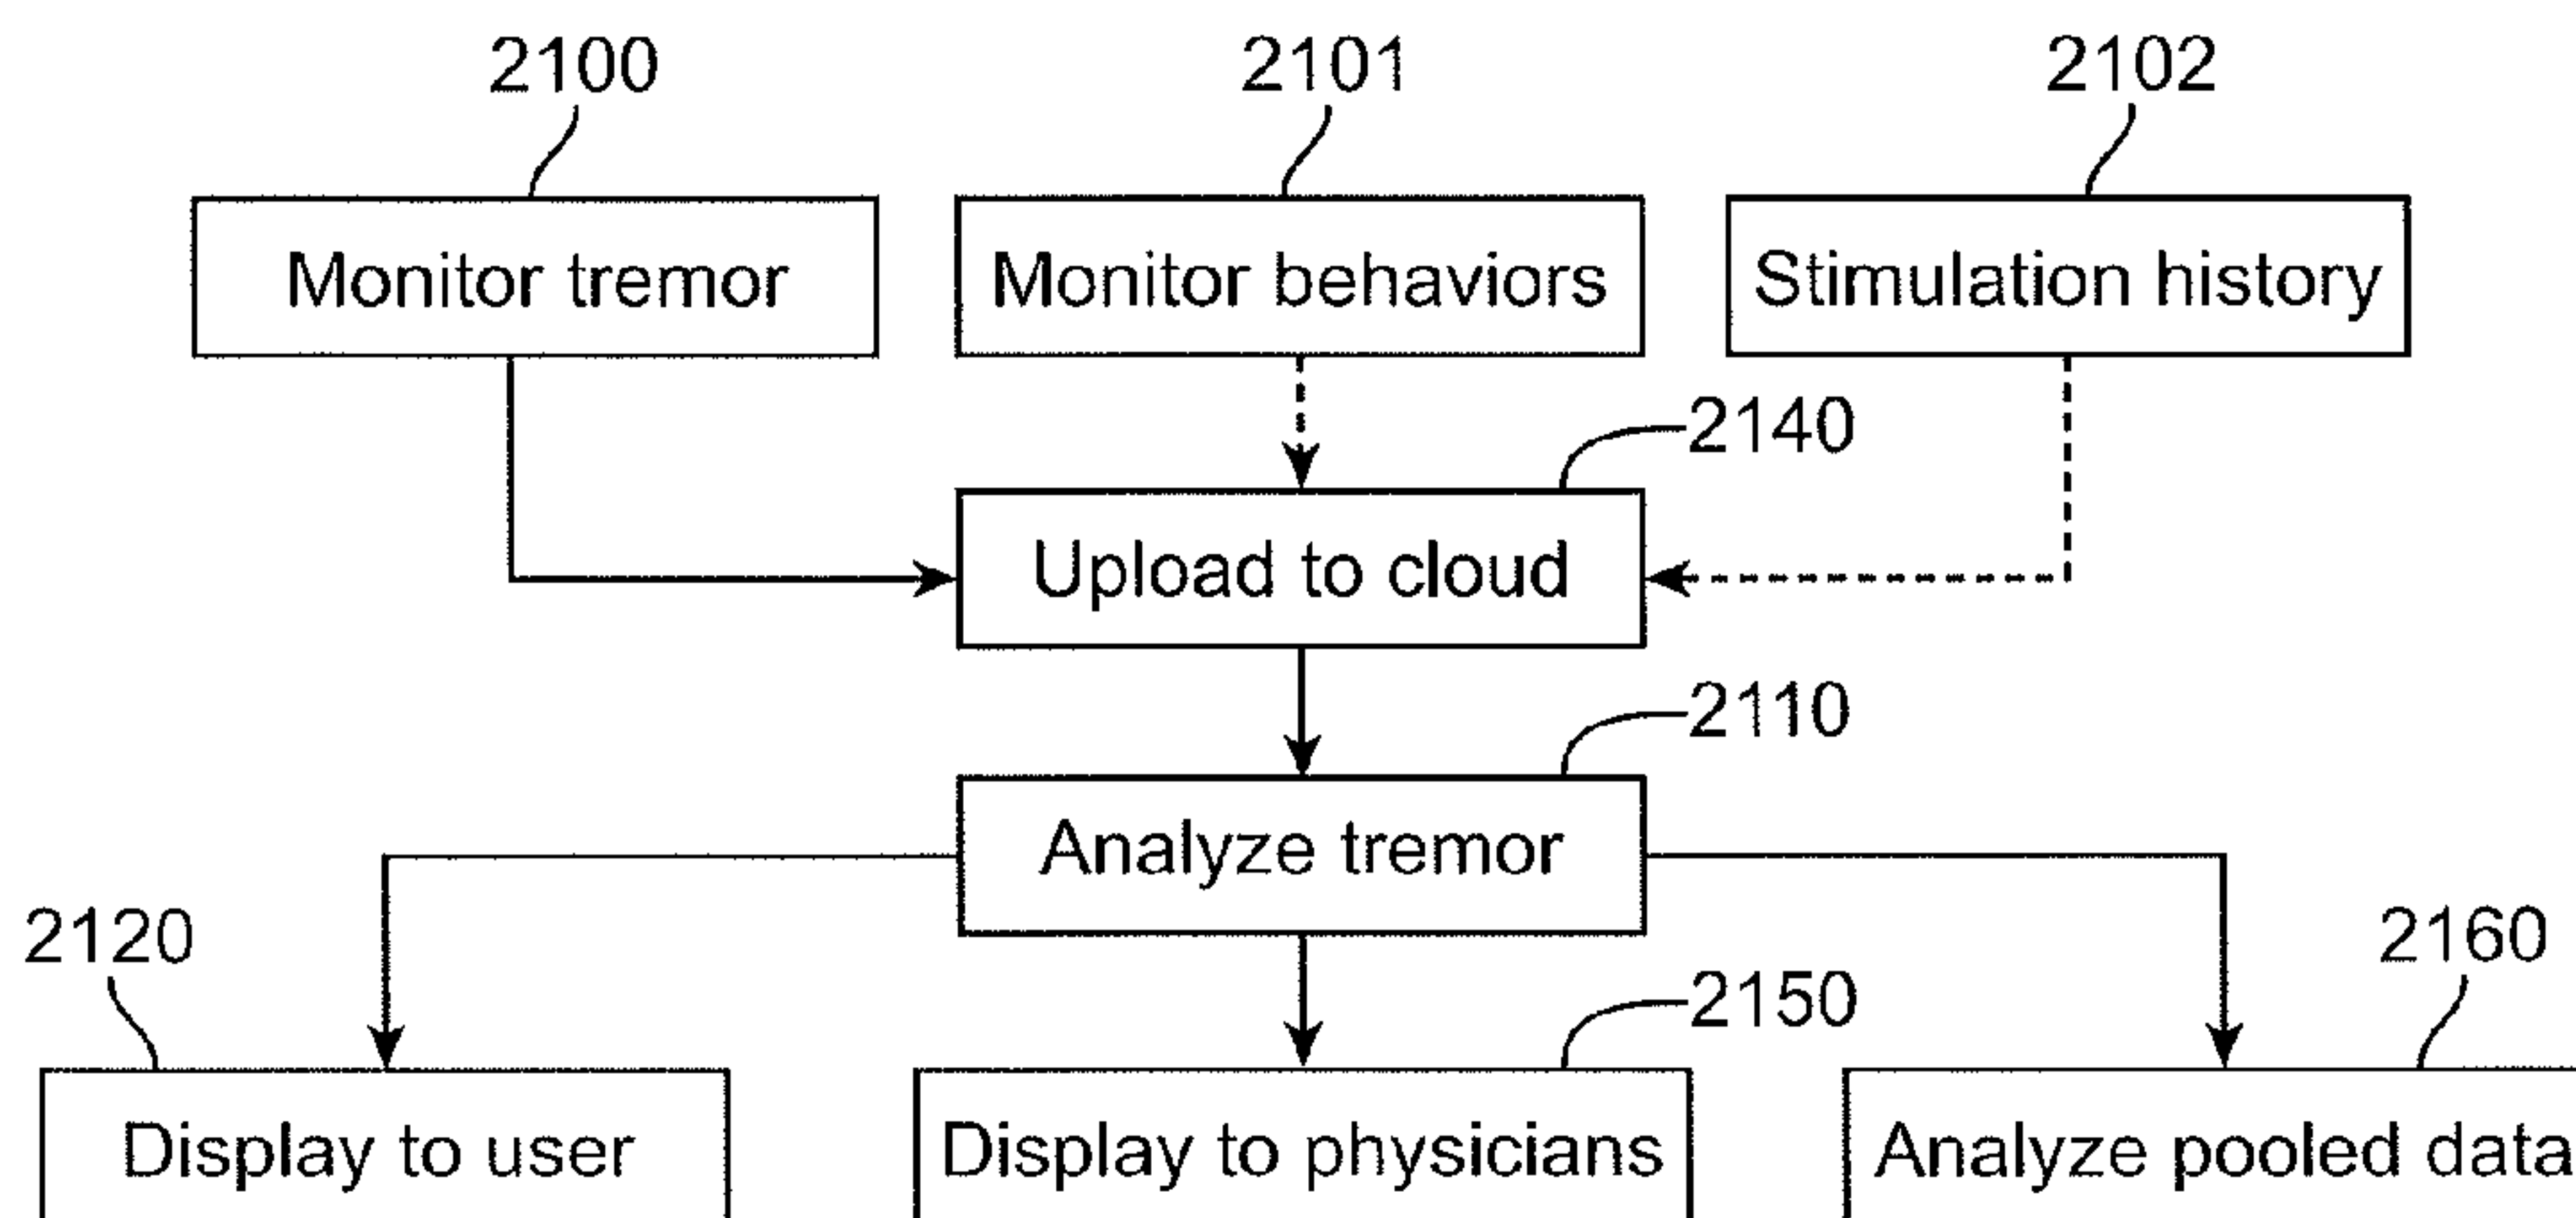 2100
2101
2102
Monitor tremor
Monitor behaviors
Stimulation history
2140
Upload to cloud
2110
Analyze tremor
2120
2150
2160
Display to user
Display to physicians
Analyze pooled data